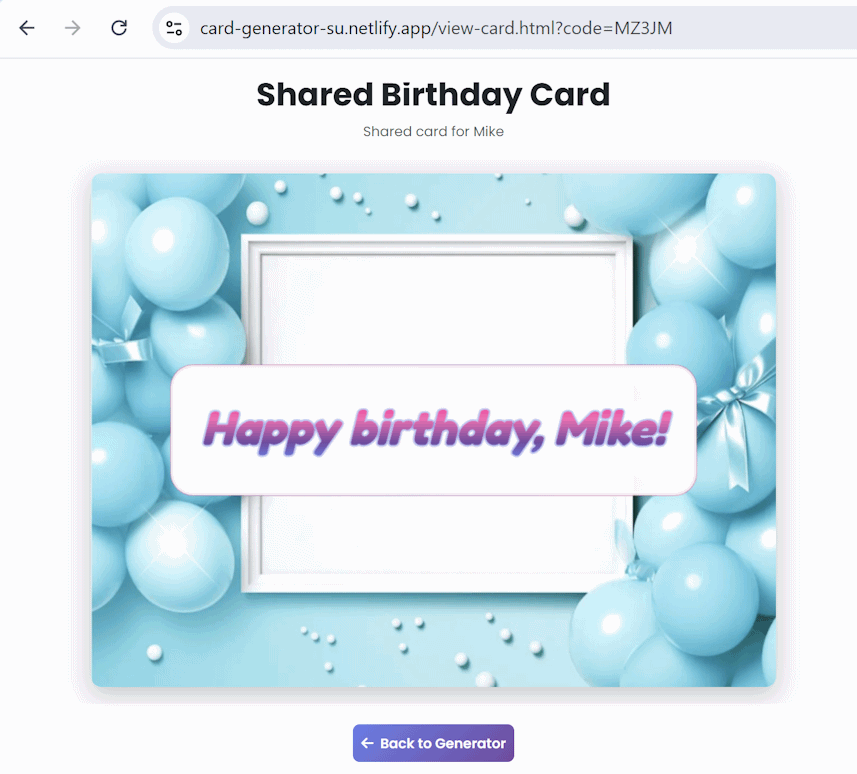 card-generator-su.netlify.app/view-card.html?code=MZ3JM
Shared Birthday Card
Shared card for Mike
Happy birthday, Mike!
← Back to Generator